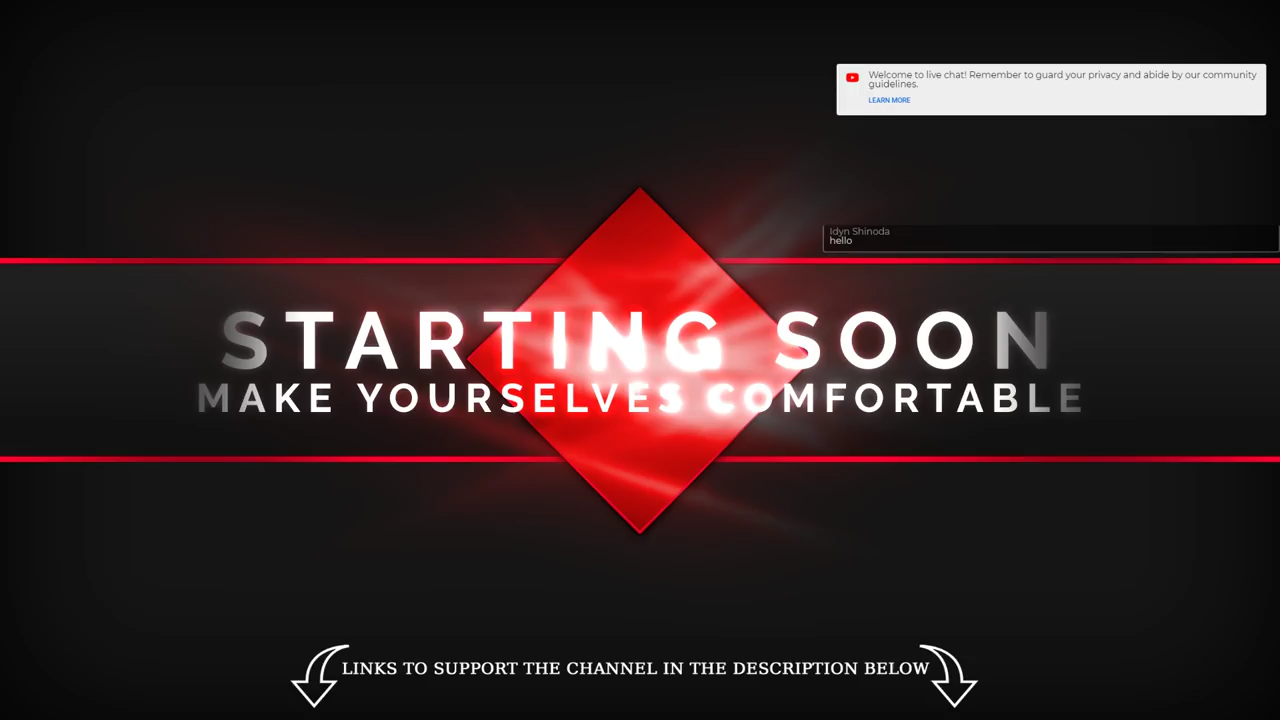 Welcome to live chat! Remember to guard your privacy and abide by our community
guidelines.
LEARN MORE
Idyn Shinoda
hello
STARTING SOON
MAKE YOURSELVES COMFORTABLE
LINKS TO SUPPORT THE CHANNEL IN THE DESCRIPTION BELOW